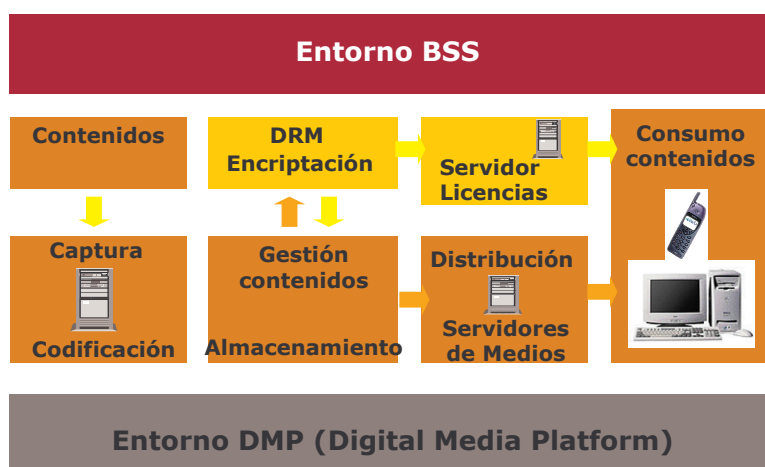 Entorno BSS
Contenidos
DRM
Encriptación
Servidor
Licencias
Consumo
contenidos
Captura
Codificación
Gestión
contenidos
Almacenamiento
Distribución
Servidores
de Medios
Entorno DMP (Digital Media Platform)